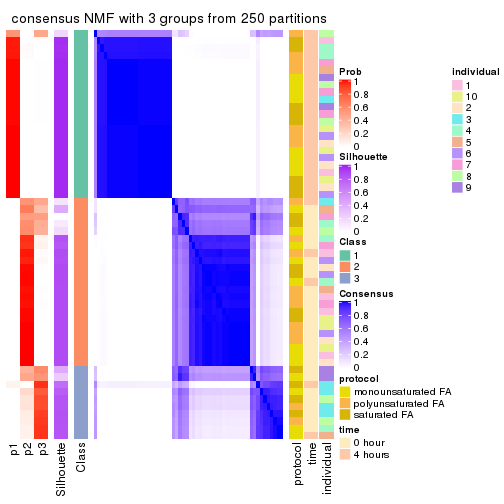 consensus NMF with 3 groups from 250 partitions
Prob
1
0.8
0.6
0.4
0.2
0
Silhouette
1
0.8
0.6
0.4
0.2
0
Class
1
2
3
Consensus
1
0.8
0.6
0.4
0.2
0
protocol
monounsaturated FA
polyunsaturated FA
saturated FA
time
0 hour
4 hours
individual
1
10
2
3
4
5
6
7
8
9
p1
p2
p3
Silhouette
Class
protocol
time
individual